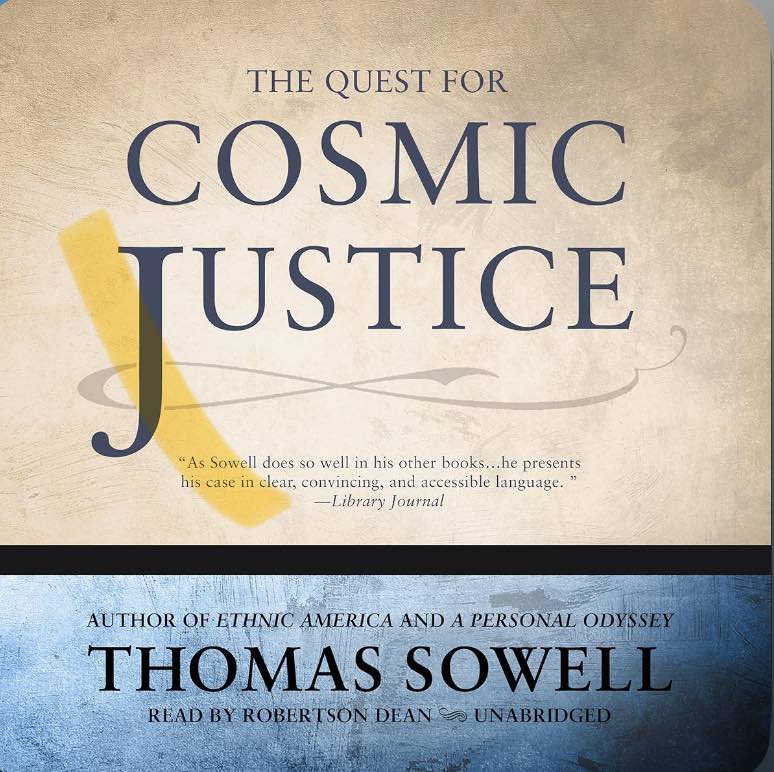 THE QUEST FOR
COSMIC
JUSTICE
“As Sowell does so well in his other books...he presents
his case in clear, convincing, and accessible language. ”
—Library Journal
AUTHOR OF ETHNIC AMERICA AND A PERSONAL ODYSSEY
THOMAS SOWELL
READ BY ROBERTSON DEAN UNABRIDGED